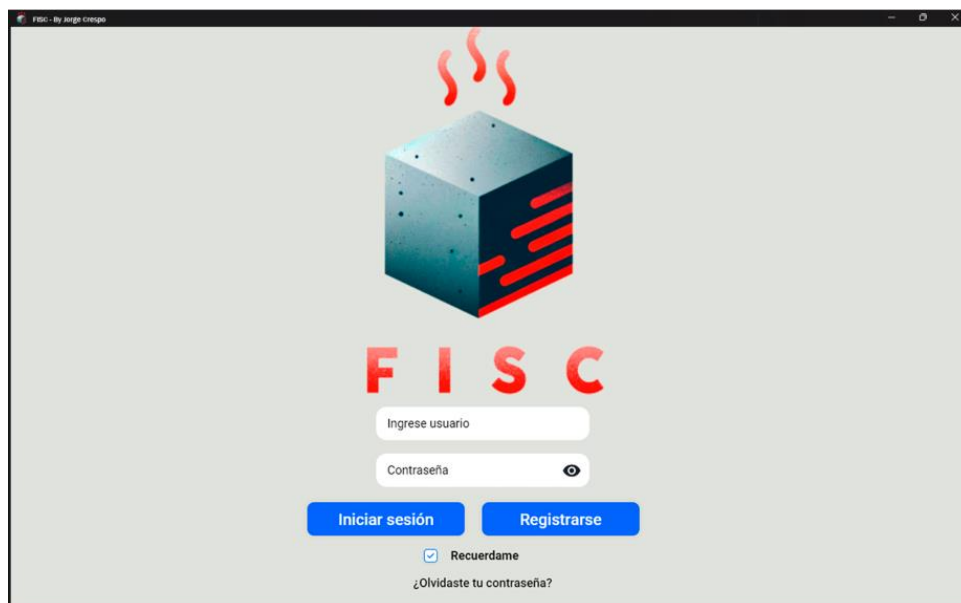 FISC - By Jorge Crespo
FISC
Ingrese usuario
Contraseña
Iniciar sesión Registrarse
Recuerdame
¿Olvidaste tu contraseña?